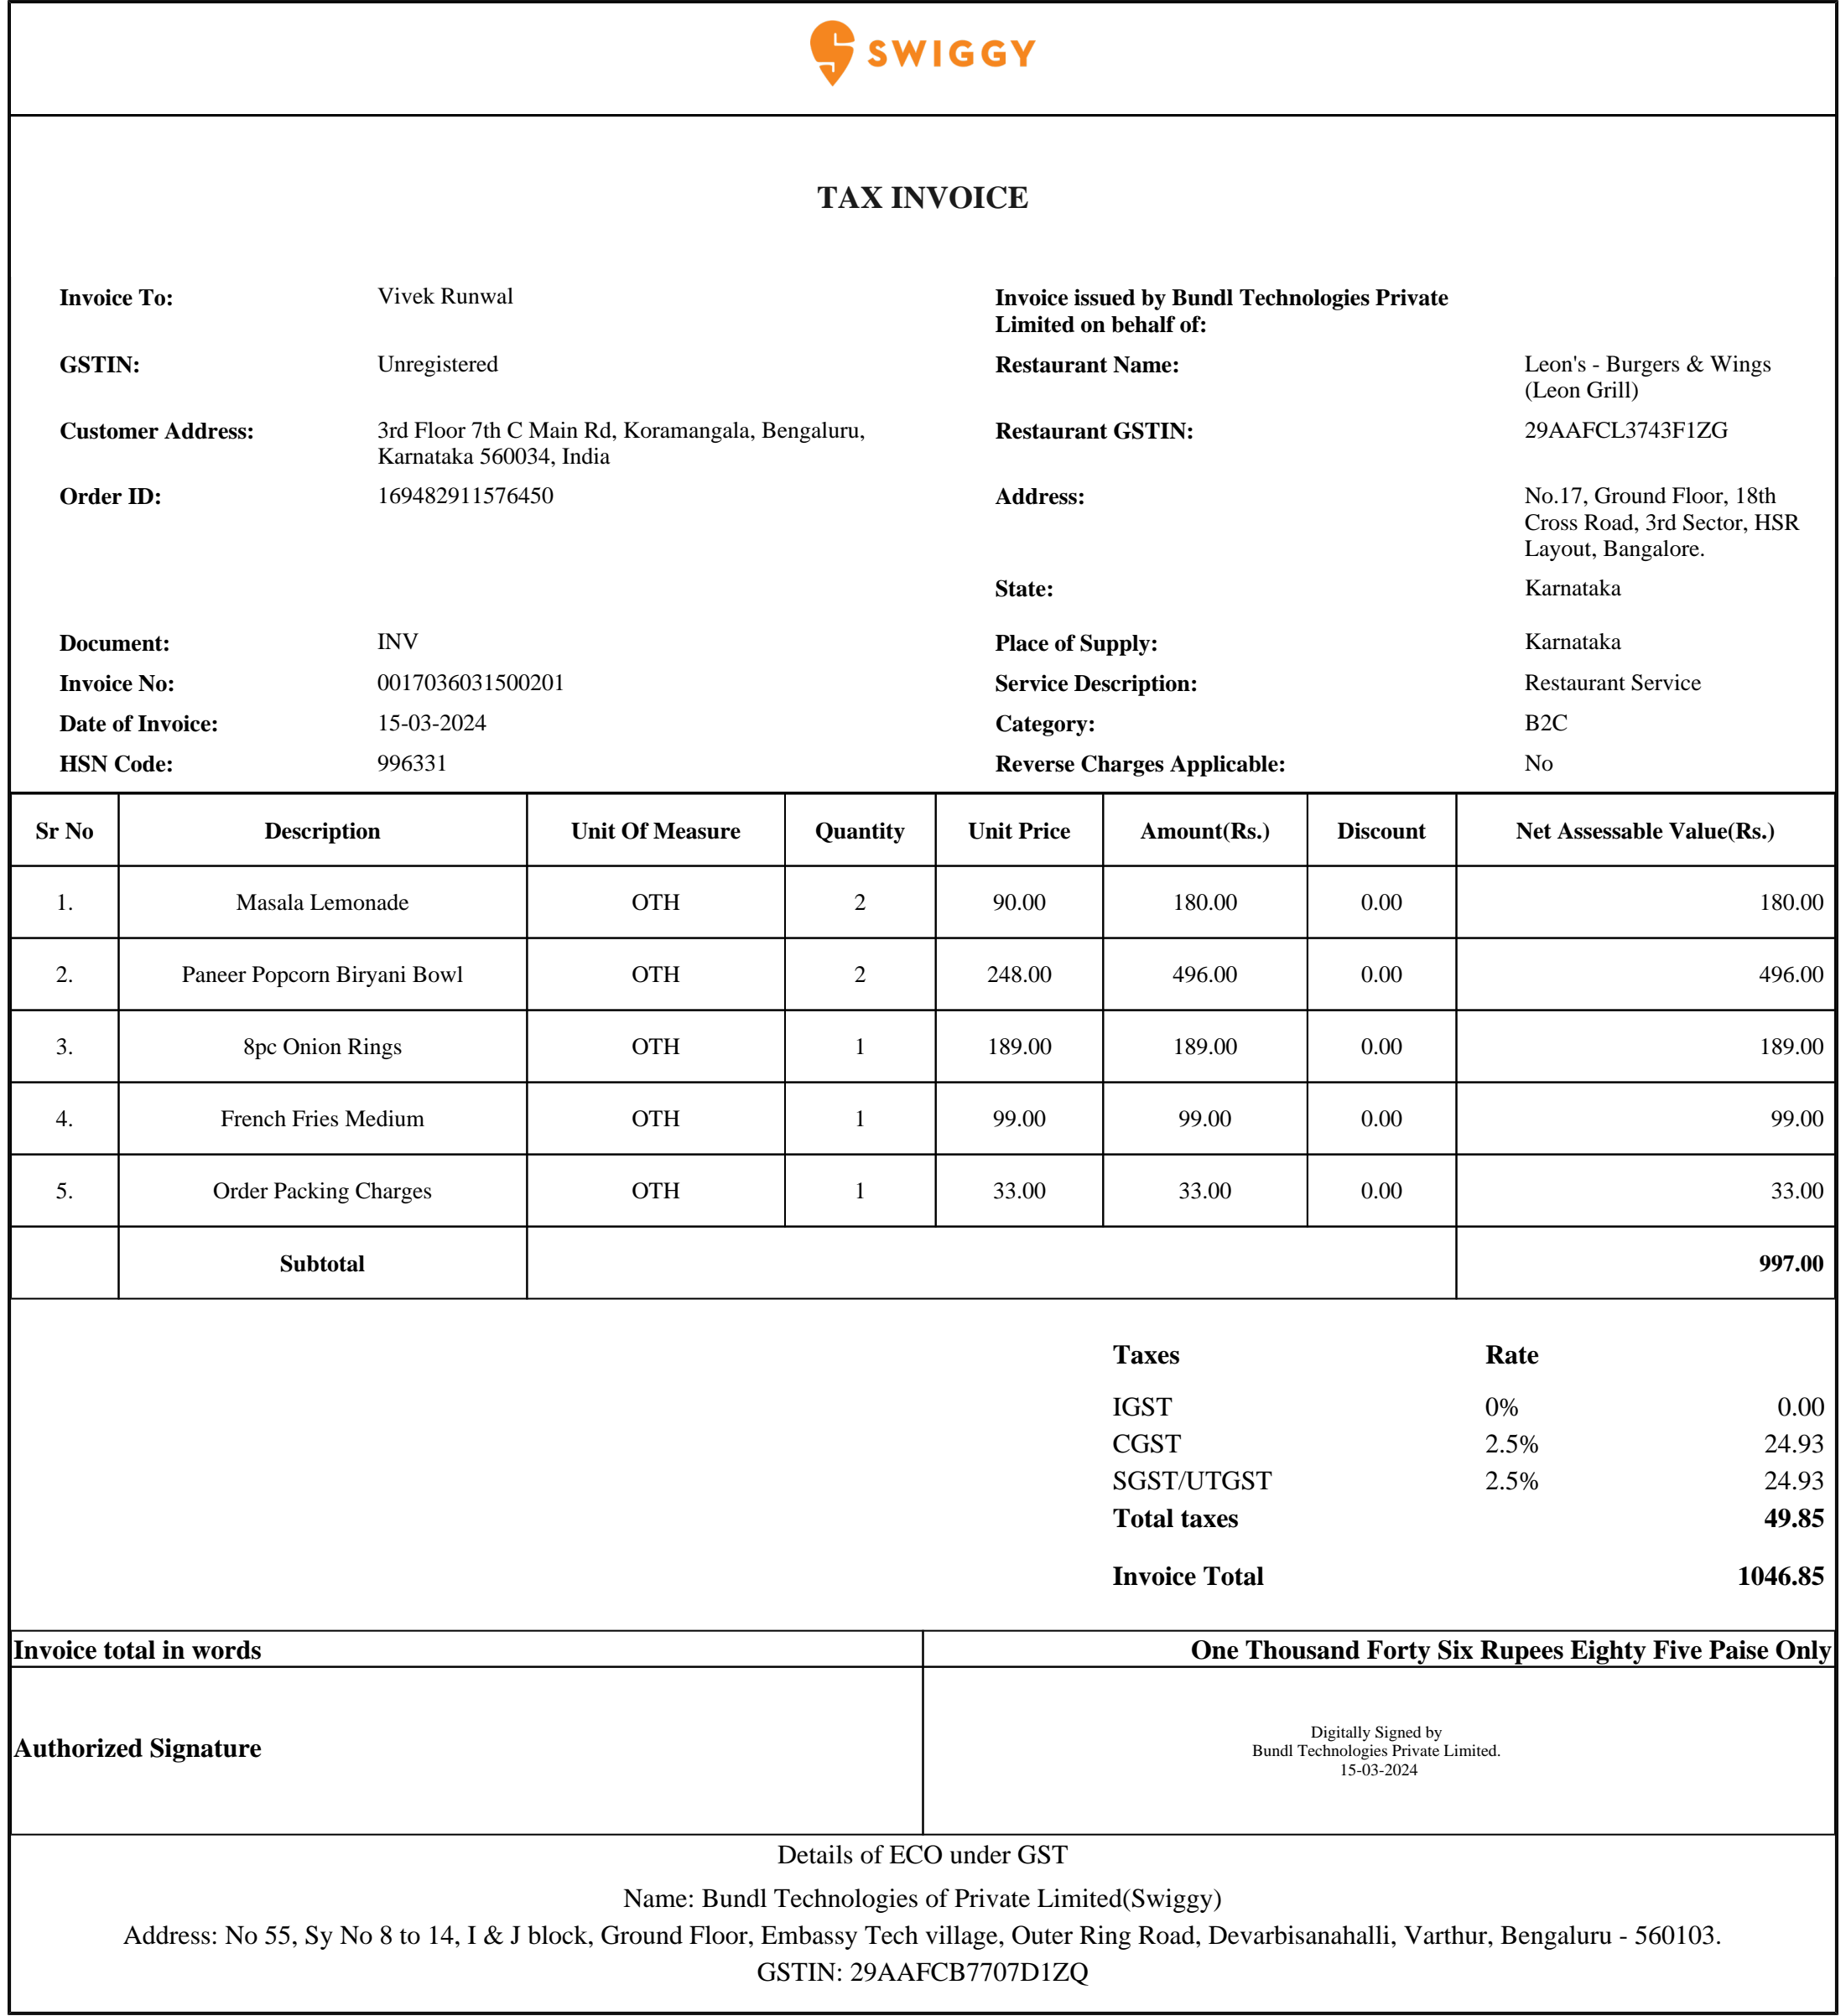 SWIGGY
TAX INVOICE
Invoice To: Vivek Runwal
Invoice issued by Bundl Technologies Private
Limited on behalf of:
GSTIN: Unregistered
Restaurant Name: Leon's - Burgers & Wings
(Leon Grill)
Customer Address: 3rd Floor 7th C Main Rd, Koramangala, Bengaluru,
Karnataka 560034, India
Restaurant GSTIN: 29AAFCL3743F1ZG
Order ID: 169482911576450
Address: No.17, Ground Floor, 18th
Cross Road, 3rd Sector, HSR
Layout, Bangalore.
State: Karnataka
Document: INV
Place of Supply: Karnataka
Invoice No: 0017036031500201
Service Description: Restaurant Service
Date of Invoice: 15-03-2024
Category: B2C
HSN Code: 996331
Reverse Charges Applicable: No
Sr No Description Unit Of Measure Quantity Unit Price Amount(Rs.) Discount Net Assessable Value(Rs.)
1. Masala Lemonade OTH 2 90.00 180.00 0.00 180.00
2. Paneer Popcorn Biryani Bowl OTH 2 248.00 496.00 0.00 496.00
3. 8pc Onion Rings OTH 1 189.00 189.00 0.00 189.00
4. French Fries Medium OTH 1 99.00 99.00 0.00 99.00
5. Order Packing Charges OTH 1 33.00 33.00 0.00 33.00
Subtotal 997.00
Taxes Rate
IGST 0% 0.00
CGST 2.5% 24.93
SGST/UTGST 2.5% 24.93
Total taxes 49.85
Invoice Total 1046.85
Invoice total in words One Thousand Forty Six Rupees Eighty Five Paise Only
Authorized Signature
Digitally Signed by
Bundl Technologies Private Limited.
15-03-2024
Details of ECO under GST
Name: Bundl Technologies of Private Limited(Swiggy)
Address: No 55, Sy No 8 to 14, I & J block, Ground Floor, Embassy Tech village, Outer Ring Road, Devarbisanahalli, Varthur, Bengaluru - 560103.
GSTIN: 29AAFCB7707D1ZQ